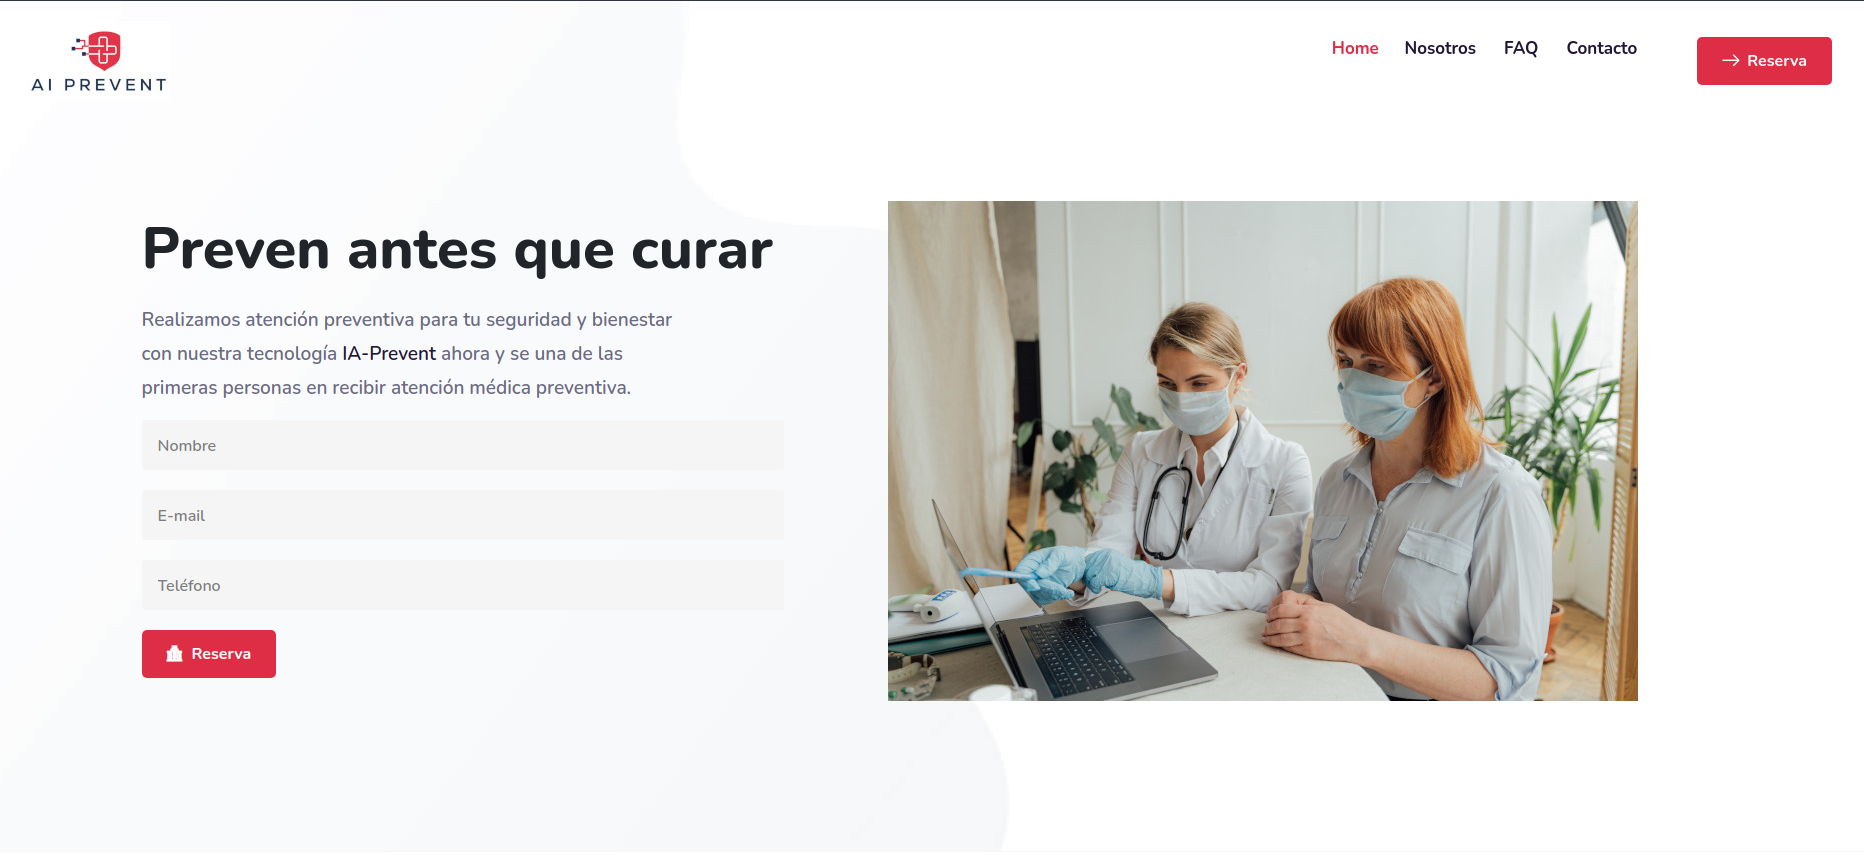 AI PREVENT
Home Nosotros FAQ Contacto
Reserva
Preven antes que curar
Realizamos atención preventiva para tu seguridad y bienestar
con nuestra tecnología IA-Prevent ahora y se una de las
primeras personas en recibir atención médica preventiva.
Nombre
E-mail
Teléfono
Reserva